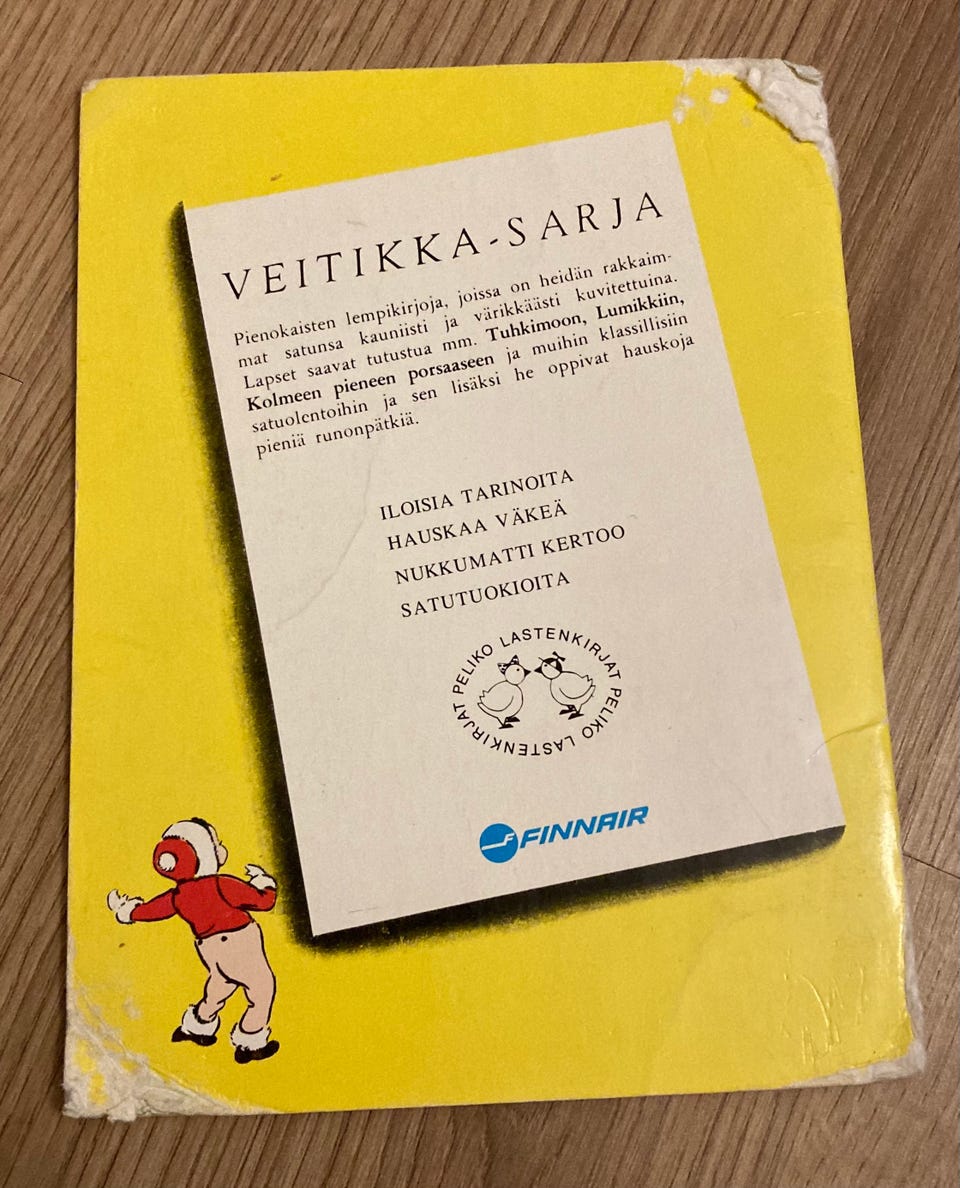 VEITIKKA-SARJA
Pienokaisten lempikirjoja, joissa on heidän rakkaim-
mat satunsa kauniisti ja värikkäästi kuvitettuina.
Lapset saavat tutustua mm. Tuhkimoon, Lumikkiin,
Kolmeen pieneen porsaaseen ja muihin klassillisiin
satuolentoihin ja sen lisäksi he oppivat hauskoja
pieniä runonpätkiä.
ILOISIA TARINOITA
HAUSKAA VÄKEÄ
NUKKUMATTI KERTOO
SATUTUOKIOITA
PELIKO LASTENKIRJAT PELIKO LASTENKIRJAT
F FINNAIR